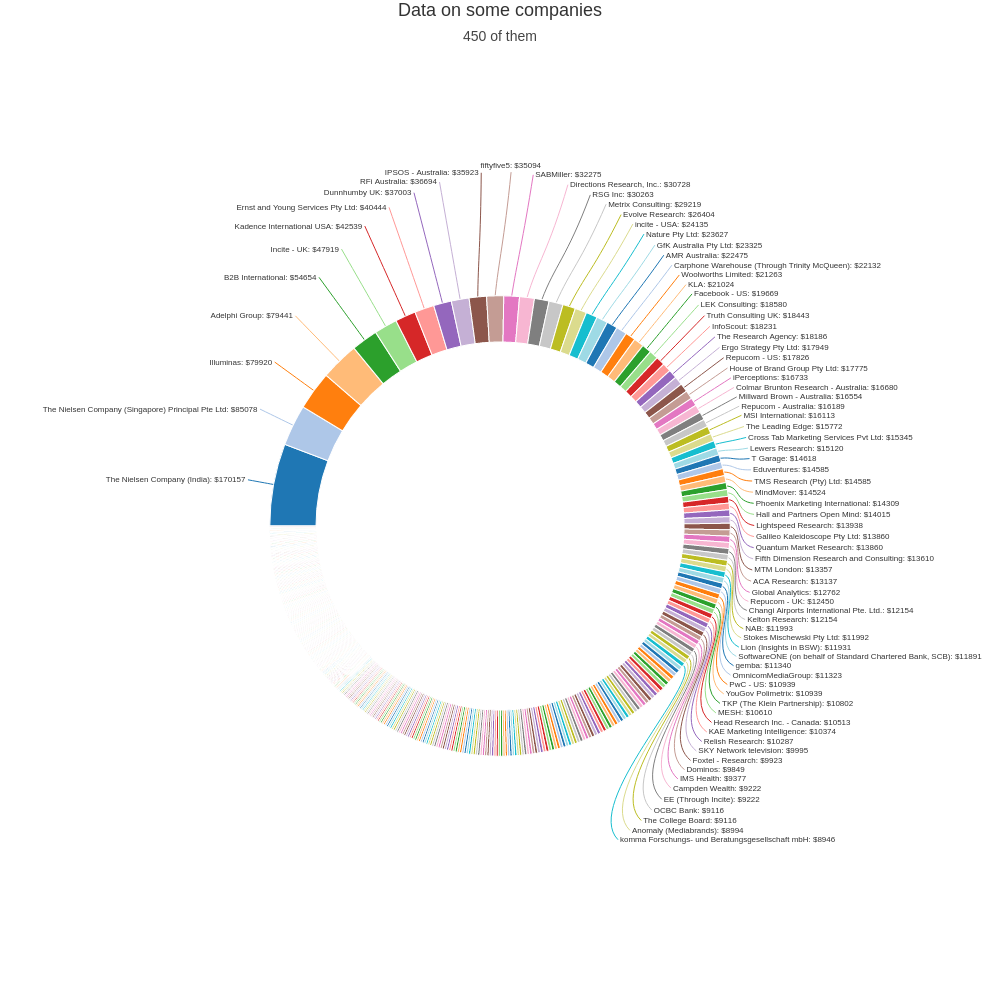 Data on some companies
450 of them
The Nielsen Company (India): $170157
The Nielsen Company (Singapore) Principal Pte Ltd: $85078
Illuminas: $79920
Adelphi Group: $79441
B2B International: $54654
Incite - UK: $47919
Kadence International USA: $42539
Ernst and Young Services Pty Ltd: $40444
Dunnhumby UK: $37003
RFi Australia: $36694
IPSOS - Australia: $35923
fiftyfive5: $35094
SABMiller: $32275
Directions Research, Inc.: $30728
RSG Inc: $30263
Metrix Consulting: $29219
Evolve Research: $26404
incite - USA: $24135
Nature Pty Ltd: $23627
GfK Australia Pty Ltd: $23325
AMR Australia: $22475
Carphone Warehouse (Through Trinity McQueen): $22132
Woolworths Limited: $21263
KLA: $21024
Facebook - US: $19669
LEK Consulting: $18580
Truth Consulting UK: $18443
InfoScout: $18231
The Research Agency: $18186
Ergo Strategy Pty Ltd: $17949
Repucom - US: $17826
House of Brand Group Pty Ltd: $17775
iPerceptions: $16733
Colmar Brunton Research - Australia: $16680
Millward Brown - Australia: $16554
Repucom - Australia: $16189
MSI International: $16113
The Leading Edge: $15772
Cross Tab Marketing Services Pvt Ltd: $15345
Lewers Research: $15120
T Garage: $14618
Eduventures: $14585
TMS Research (Pty) Ltd: $14585
MindMover: $14524
Phoenix Marketing International: $14309
Hall and Partners Open Mind: $14015
Lightspeed Research: $13938
Galileo Kaleidoscope Pty Ltd: $13860
Quantum Market Research: $13860
Fifth Dimension Research and Consulting: $13610
MTM London: $13357
ACA Research: $13137
Global Analytics: $12762
Repucom - UK: $12450
Changi Airports International Pte. Ltd.: $12154
Kelton Research: $12154
NAB: $11993
Stokes Mischewski Pty Ltd: $11992
Lion (Insights in BSW): $11931
SoftwareONE (on behalf of Standard Chartered Bank, SCB): $11891
gemba: $11340
OmnicomMediaGroup: $11323
PwC - US: $10939
YouGov Polimetrix: $10939
TKP (The Klein Partnership): $10802
MESH: $10610
Head Research Inc. - Canada: $10513
KAE Marketing Intelligence: $10374
Relish Research: $10287
SKY Network television: $9995
Foxtel - Research: $9923
Dominos: $9849
IMS Health: $9377
Campden Wealth: $9222
EE (Through Incite): $9222
OCBC Bank: $9116
The College Board: $9116
Anomaly (Mediabrands): $8994
komma Forschungs- und Beratungsgesellschaft mbH: $8946